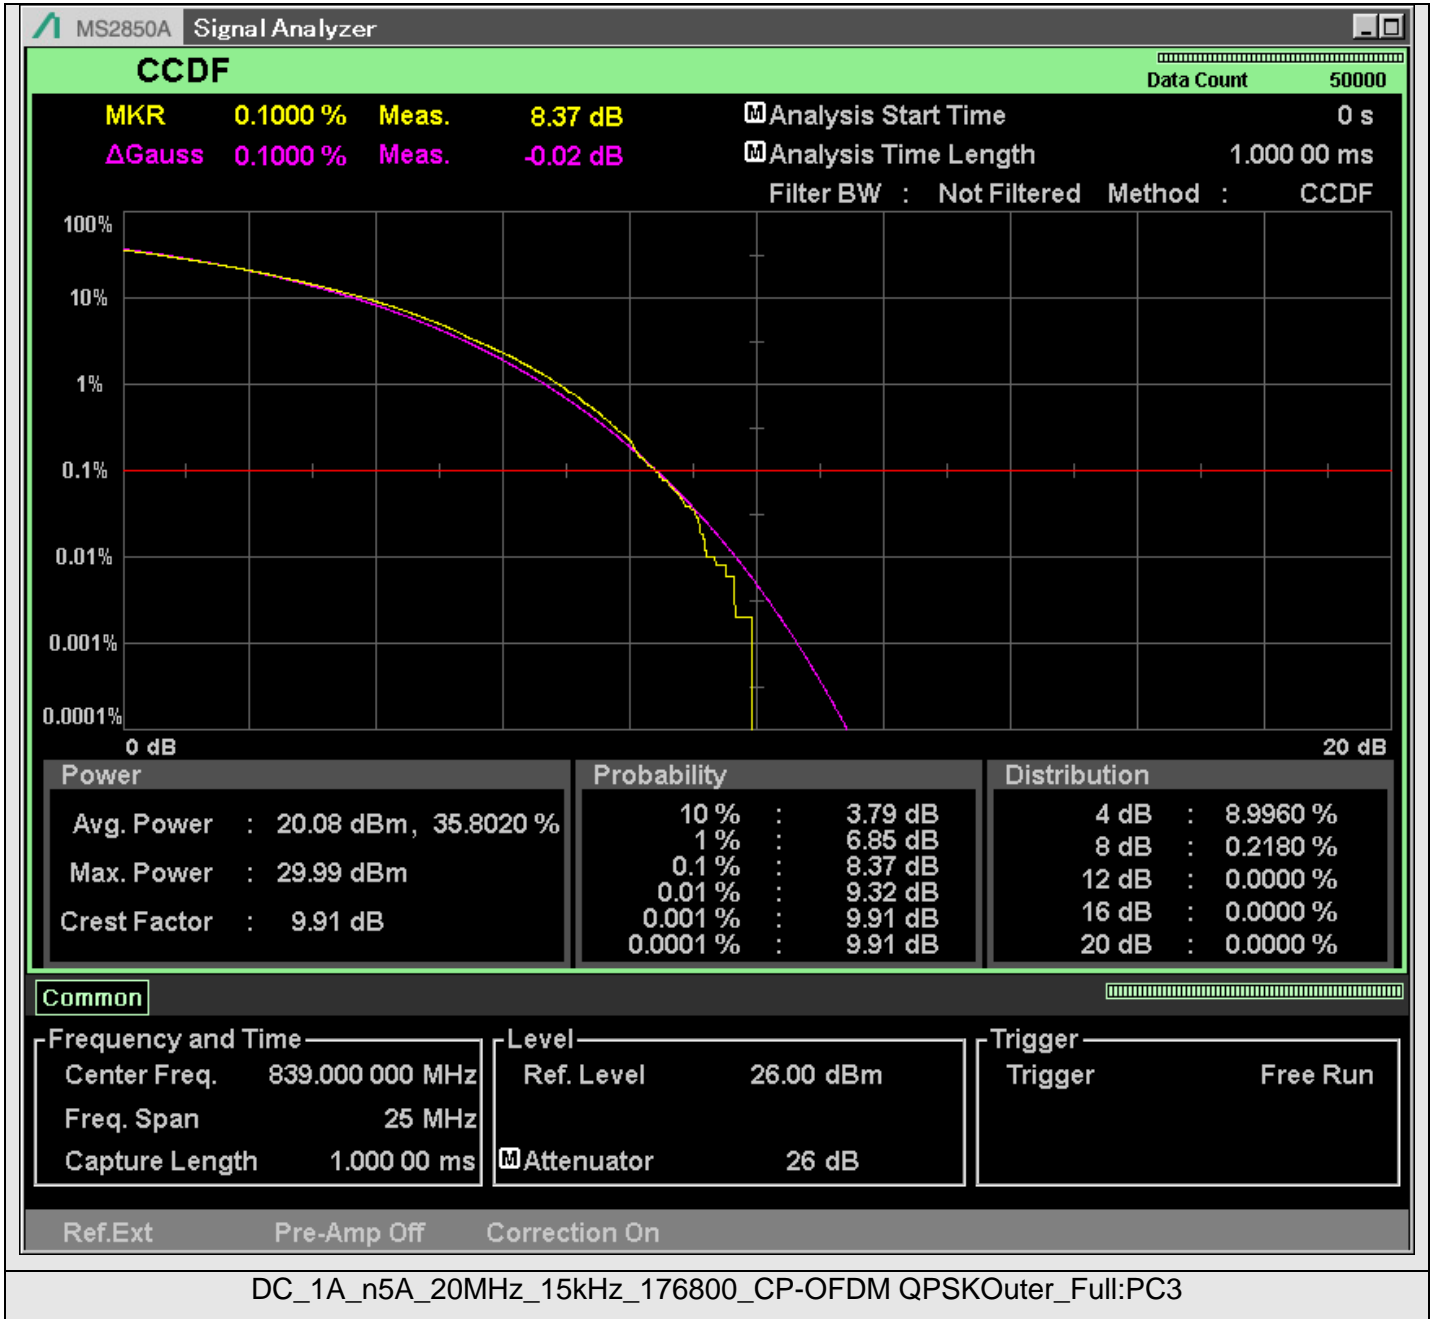 MS2850A Signal Analyzer
CCDF
Data Count 50000
MKR 0.1000 % Meas. 8.37 dB
M Analysis Start Time 0 s
ΔGauss 0.1000 % Meas. -0.02 dB
M Analysis Time Length 1.000 00 ms
Filter BW : Not Filtered Method : CCDF
100%
10%
1%
0.1%
0.01%
0.001%
0.0001%
0 dB 20 dB
Power
Avg. Power : 20.08 dBm, 35.8020 %
Max. Power : 29.99 dBm
Crest Factor : 9.91 dB
Probability
10 % : 3.79 dB
1 % : 6.85 dB
0.1 % : 8.37 dB
0.01 % : 9.32 dB
0.001 % : 9.91 dB
0.0001 % : 9.91 dB
Distribution
4 dB : 8.9960 %
8 dB : 0.2180 %
12 dB : 0.0000 %
16 dB : 0.0000 %
20 dB : 0.0000 %
Common
Frequency and Time
Center Freq. 839.000 000 MHz
Freq. Span 25 MHz
Capture Length 1.000 00 ms
Level
Ref. Level 26.00 dBm
M Attenuator 26 dB
Trigger
Trigger Free Run
Ref.Ext Pre-Amp Off Correction On
DC_1A_n5A_20MHz_15kHz_176800_CP-OFDM QPSKOuter_Full:PC3